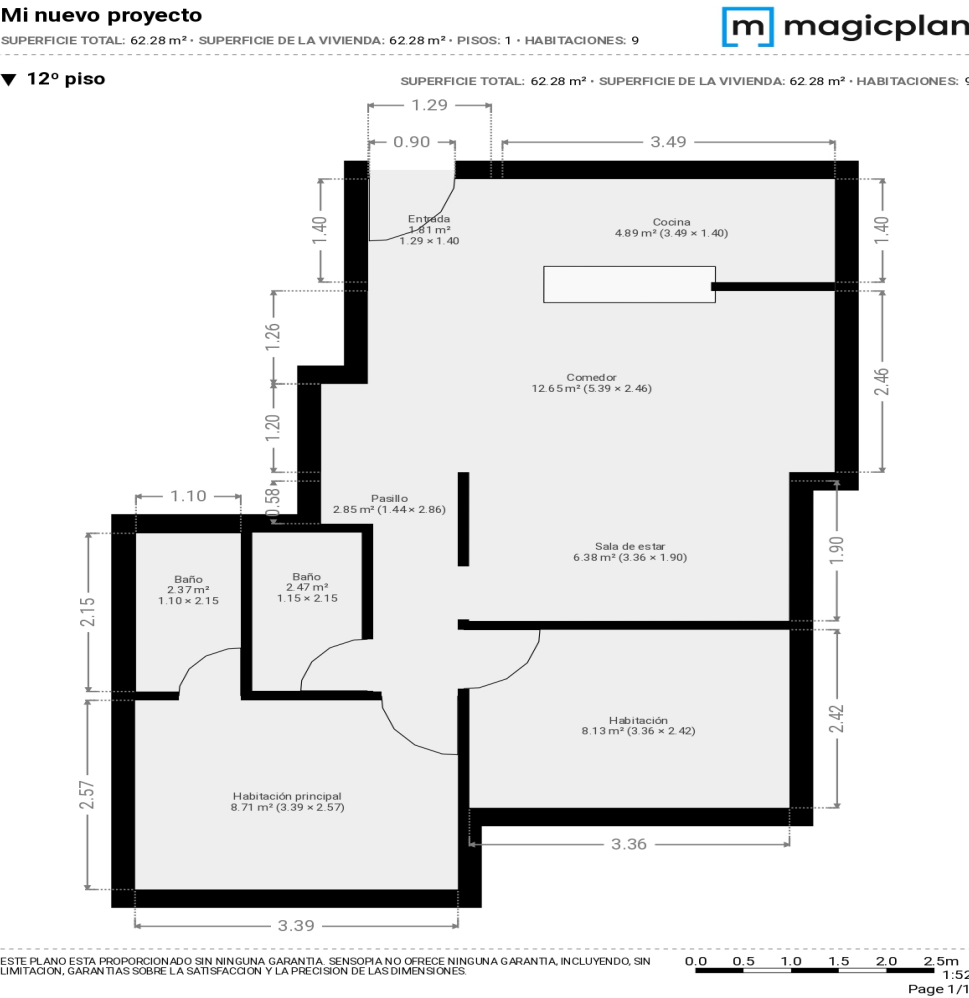 Mi nuevo proyecto
SUPERFICIE TOTAL: 62.28 m² · SUPERFICIE DE LA VIVIENDA: 62.28 m² · PISOS: 1 · HABITACIONES: 9
m magicplan
▼ 12º piso
SUPERFICIE TOTAL: 62.28 m² · SUPERFICIE DE LA VIVIENDA: 62.28 m² · HABITACIONES: 9
1.29
0.90
3.49
1.40
Entrada
1.81 m²
1.29 × 1.40
Cocina
4.89 m² (3.49 × 1.40)
1.40
1.26
Comedor
12.65 m² (5.39 × 2.46)
2.46
1.20
1.10
0.58
Pasillo
2.85 m² (1.44 × 2.86)
Sala de estar
6.38 m² (3.36 × 1.90)
1.90
2.15
Baño
2.37 m²
1.10 × 2.15
Baño
2.47 m²
1.15 × 2.15
Habitación
8.13 m² (3.36 × 2.42)
2.42
2.57
Habitación principal
8.71 m² (3.39 × 2.57)
3.36
3.39
ESTE PLANO ESTA PROPORCIONADO SIN NINGUNA GARANTIA. SENSOPIA NO OFRECE NINGUNA GARANTIA, INCLUYENDO, SIN
LIMITACION, GARANTIAS SOBRE LA SATISFACCION Y LA PRECISION DE LAS DIMENSIONES.
0.0 0.5 1.0 1.5 2.0 2.5m
1:52
Page 1/1